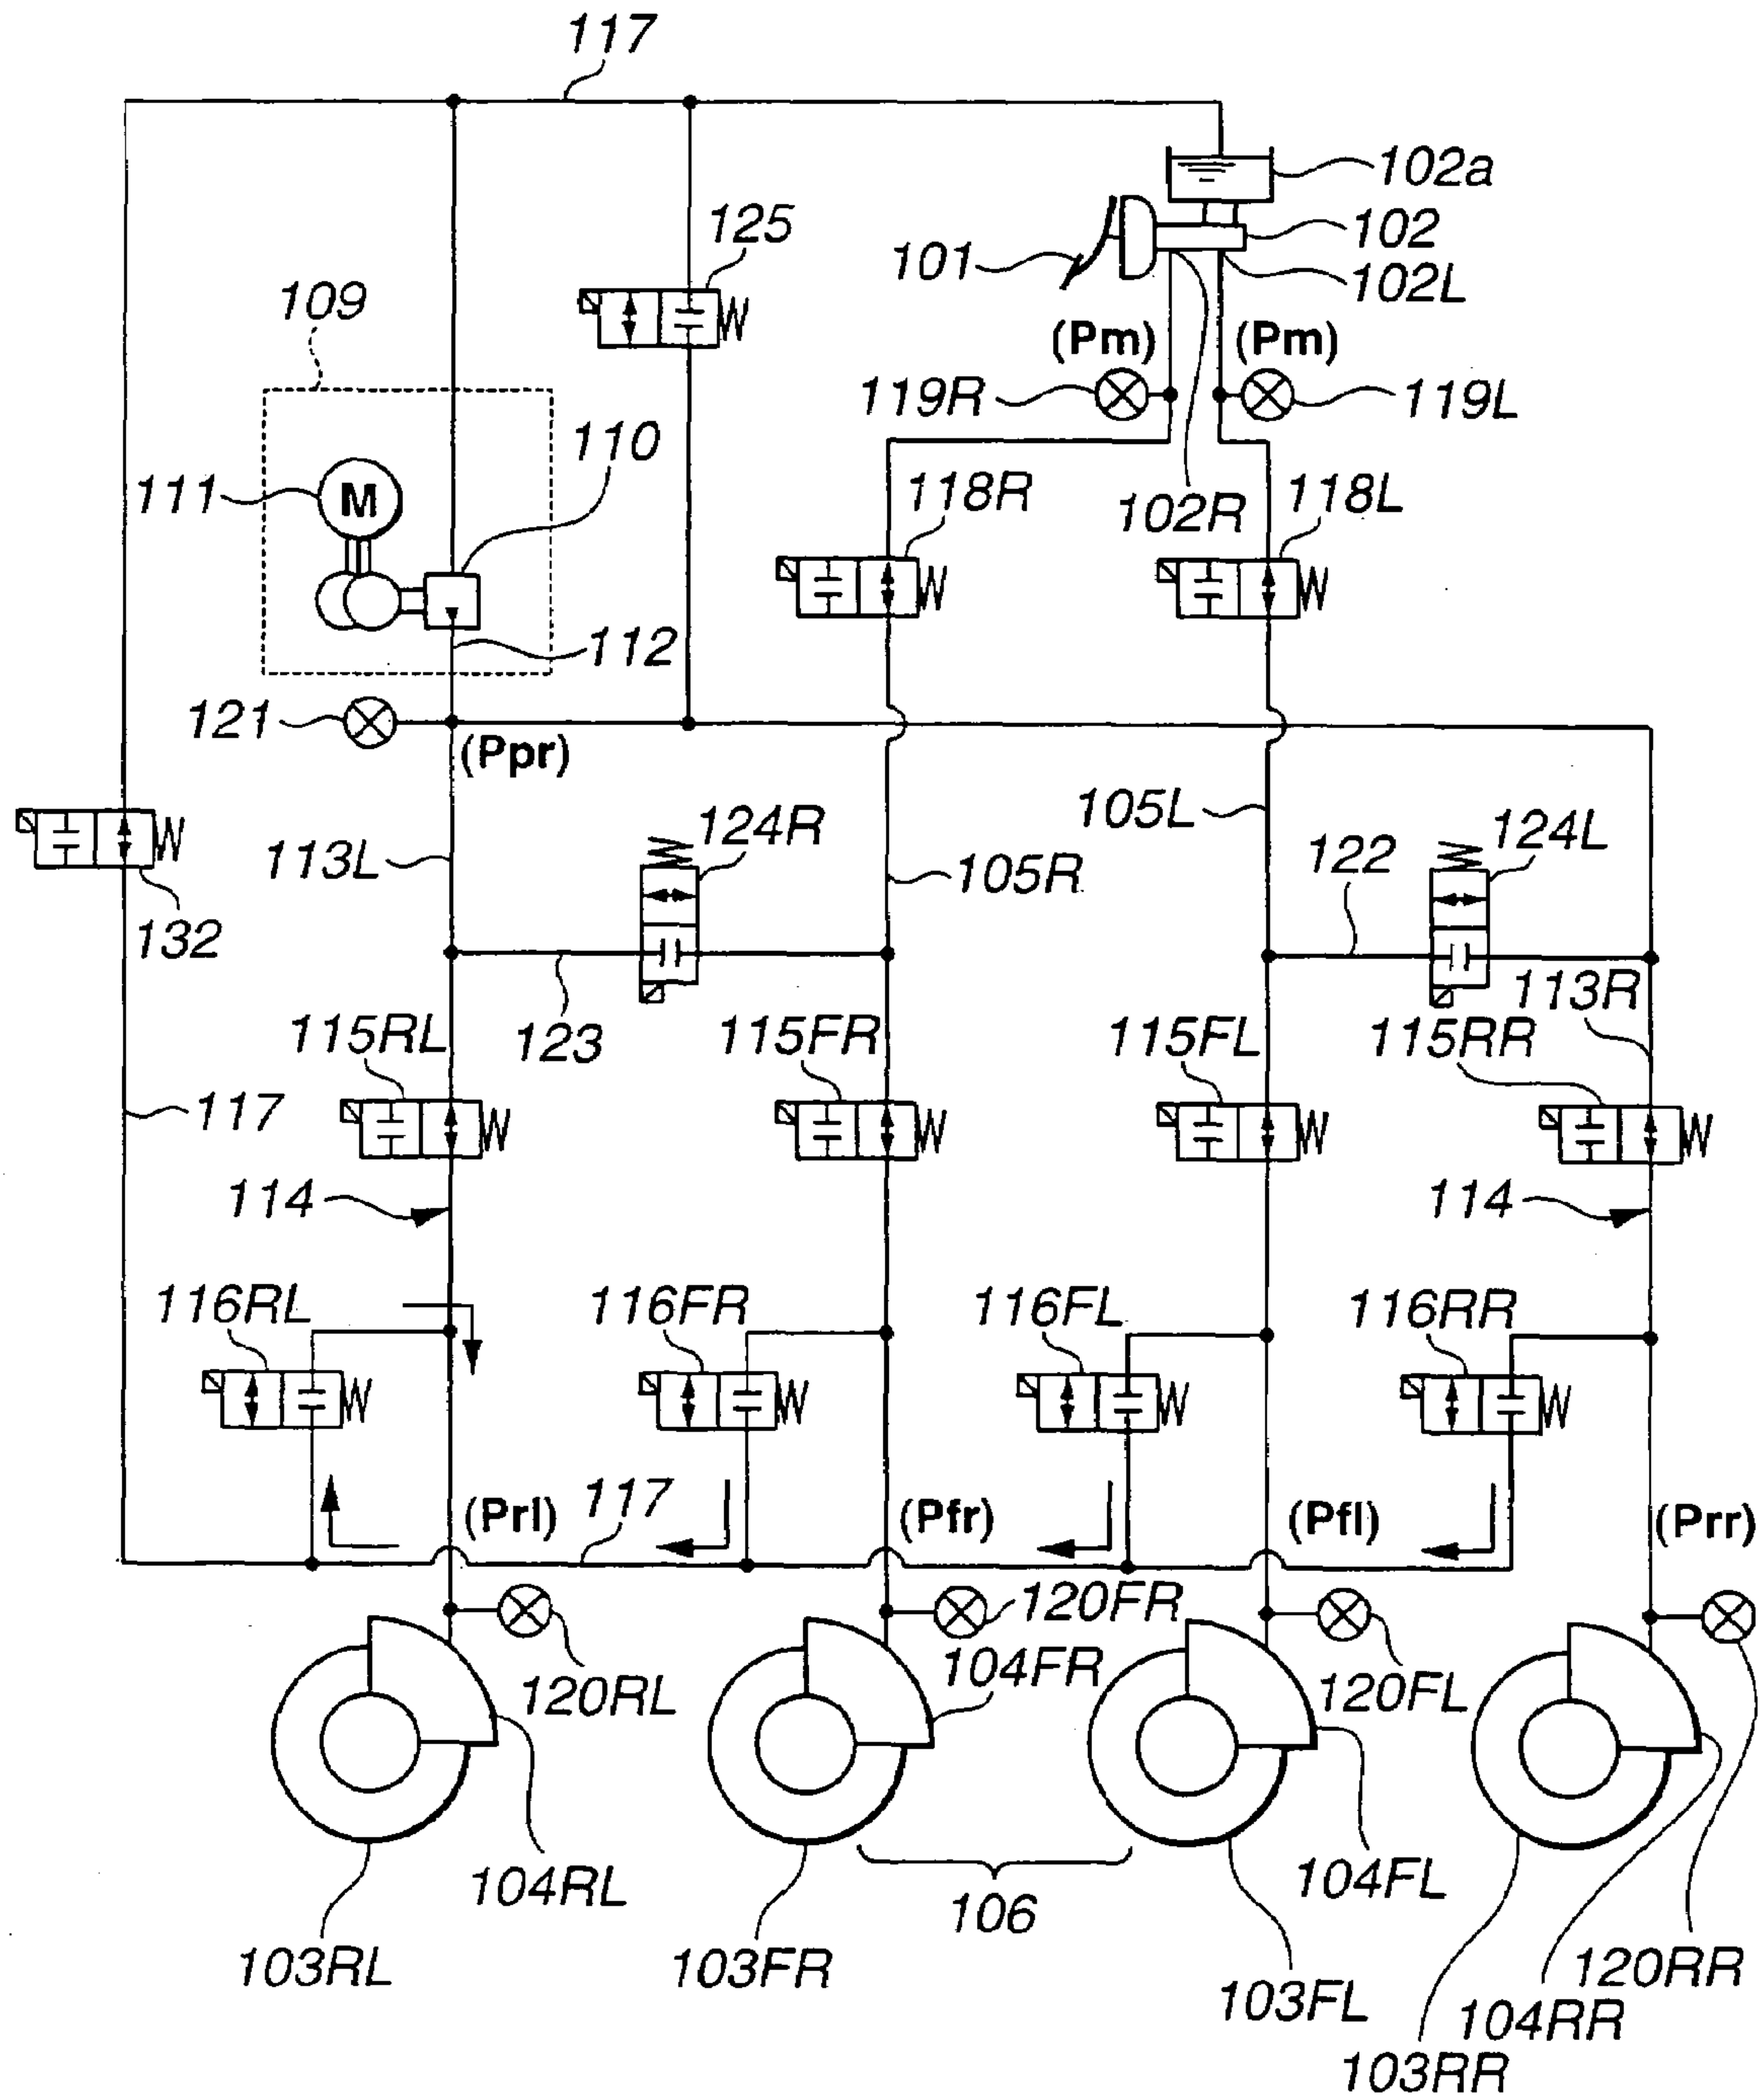 117
102a
125
102
101
102L
109
(Pm) (Pm)
119R 119L
110
111 M
118R 118L
102R
112
121
(Ppr)
105L
124R 124L
113L 122
105R
132
113R
115RL 123 115FR 115FL 115RR
117
114 114
116RL 116FR 116FL 116RR
(Prl) 117 (Pfr) (Pfl) (Prr)
120FR
104FR
120RL 120FL
104RL 104FL
106
103RL 103FR 120RR
103FL
104RR
103RR